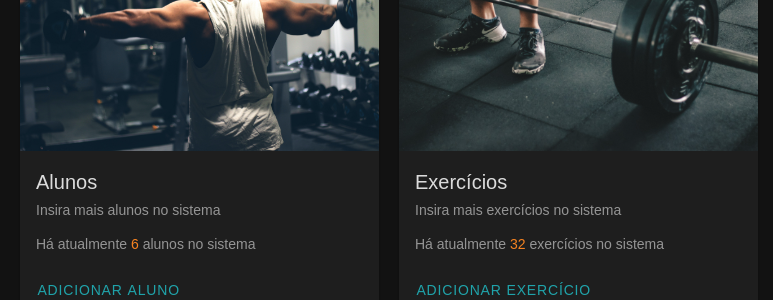 Alunos
Insira mais alunos no sistema
Há atualmente 6 alunos no sistema
ADICIONAR ALUNO
Exercícios
Insira mais exercícios no sistema
Há atualmente 32 exercícios no sistema
ADICIONAR EXERCÍCIO